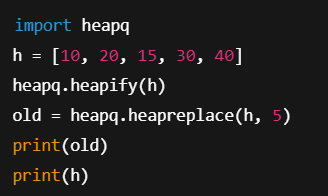 import heapq
h = [10, 20, 15, 30, 40]
heapq.heapify(h)
old = heapq.heapreplace(h, 5)
print(old)
print(h)